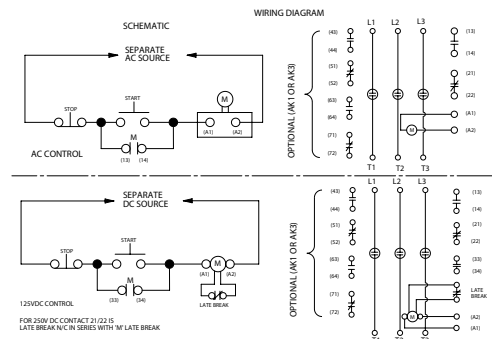 WIRING DIAGRAM
SCHEMATIC
SEPARATE
AC SOURCE
STOP
START
M
M
(A1)
(A2)
(13)
(14)
AC CONTROL
OPTIONAL (AK1 OR AK3)
(43)
(44)
(51)
(52)
(63)
(64)
(71)
(72)
L1
L2
L3
(13)
(14)
(21)
(22)
(A1)
M
(A2)
T1
T2
T3
SEPARATE
DC SOURCE
STOP
START
M
M
(A1)
(A2)
(33)
(34)
LATE BREAK
125VDC CONTROL
FOR 250V DC CONTACT 21/22 IS
LATE BREAK N/C IN SERIES WITH 'M' LATE BREAK
OPTIONAL (AK1 OR AK3)
(43)
(44)
(51)
(52)
(63)
(64)
(71)
(72)
L1
L2
L3
(13)
(14)
(21)
(22)
(33)
(34)
LATE
BREAK
M
(A2)
(A1)